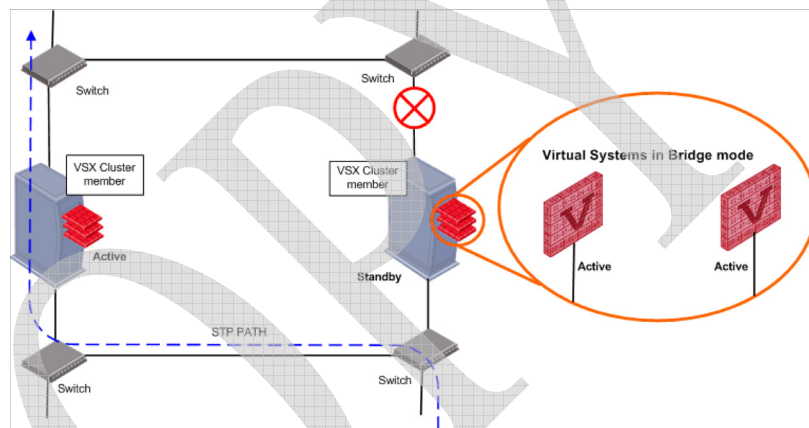 Switch
Switch
VSX Cluster
member
VSX Cluster
member
Virtual Systems in Bridge mode
V
V
Active
Active
Active
Standby
STP PATH
Switch
Switch